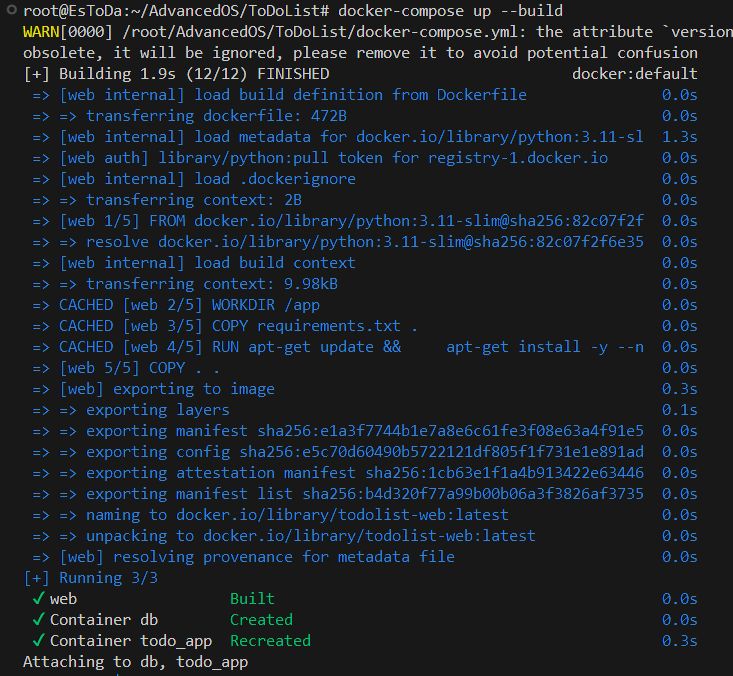 root@EsToDa:~/AdvancedOS/ToDoList# docker-compose up --build
WARN[0000] /root/AdvancedOS/ToDoList/docker-compose.yml: the attribute `version
obsolete, it will be ignored, please remove it to avoid potential confusion
[+] Building 1.9s (12/12) FINISHED docker:default
=> [web internal] load build definition from Dockerfile 0.0s
=> => transferring dockerfile: 472B 0.0s
=> [web internal] load metadata for docker.io/library/python:3.11-sl 1.3s
=> [web auth] library/python:pull token for registry-1.docker.io 0.0s
=> [web internal] load .dockerignore 0.0s
=> => transferring context: 2B 0.0s
=> [web 1/5] FROM docker.io/library/python:3.11-slim@sha256:82c07f2f 0.0s
=> => resolve docker.io/library/python:3.11-slim@sha256:82c07f2f6e35 0.0s
=> [web internal] load build context 0.0s
=> => transferring context: 9.98kB 0.0s
=> CACHED [web 2/5] WORKDIR /app 0.0s
=> CACHED [web 3/5] COPY requirements.txt . 0.0s
=> CACHED [web 4/5] RUN apt-get update &&     apt-get install -y --n 0.0s
=> [web 5/5] COPY . . 0.0s
=> [web] exporting to image 0.3s
=> => exporting layers 0.1s
=> => exporting manifest sha256:e1a3f7744b1e7a8e6c61fe3f08e63a4f91e5 0.0s
=> => exporting config sha256:e5c70d60490b5722121df805f1f731e1e891ad 0.0s
=> => exporting attestation manifest sha256:1cb63e1f1a4b913422e63446 0.0s
=> => exporting manifest list sha256:b4d320f77a99b00b06a3f3826af3735 0.0s
=> => naming to docker.io/library/todolist-web:latest 0.0s
=> => unpacking to docker.io/library/todolist-web:latest 0.0s
=> [web] resolving provenance for metadata file 0.0s
[+] Running 3/3
✓ web Built 0.0s
✓ Container db Created 0.0s
✓ Container todo_app Recreated 0.3s
Attaching to db, todo_app